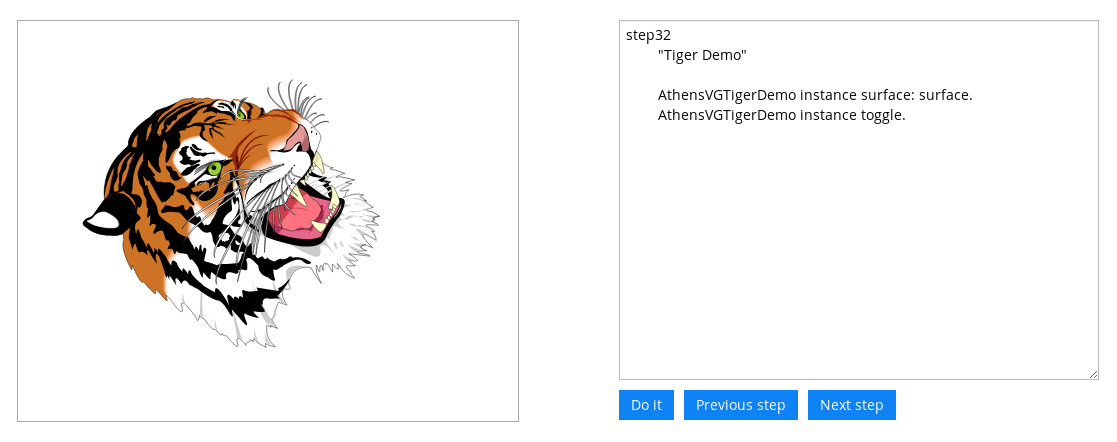 step32
"Tiger Demo"
AthensVGTigerDemo instance surface: surface.
AthensVGTigerDemo instance toggle.
Do it
Previous step
Next step